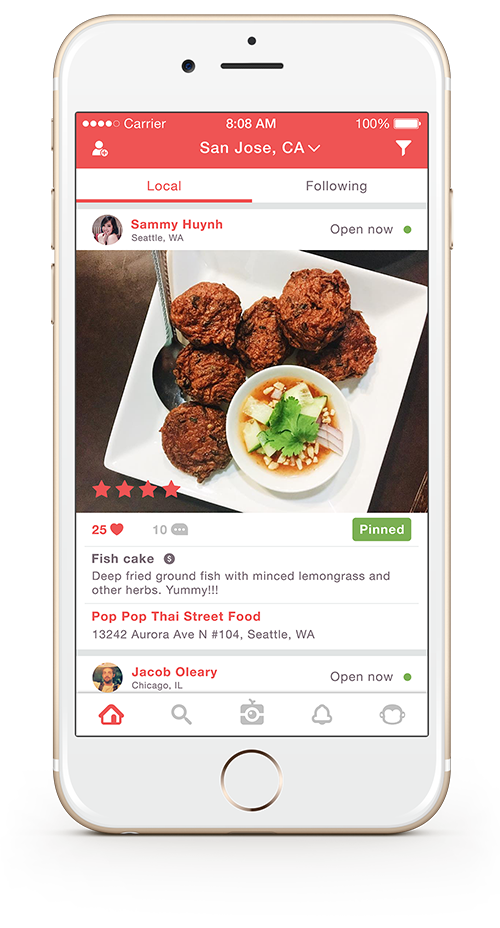 Carrier 8:08 AM 100%
San Jose, CA
Local Following
Sammy Huynh
Seattle, WA
Open now
25 10 Pinned
Fish cake $
Deep fried ground fish with minced lemongrass and
other herbs. Yummy!!!
Pop Pop Thai Street Food
13242 Aurora Ave N #104, Seattle, WA
Jacob Oleary
Chicago, IL
Open now